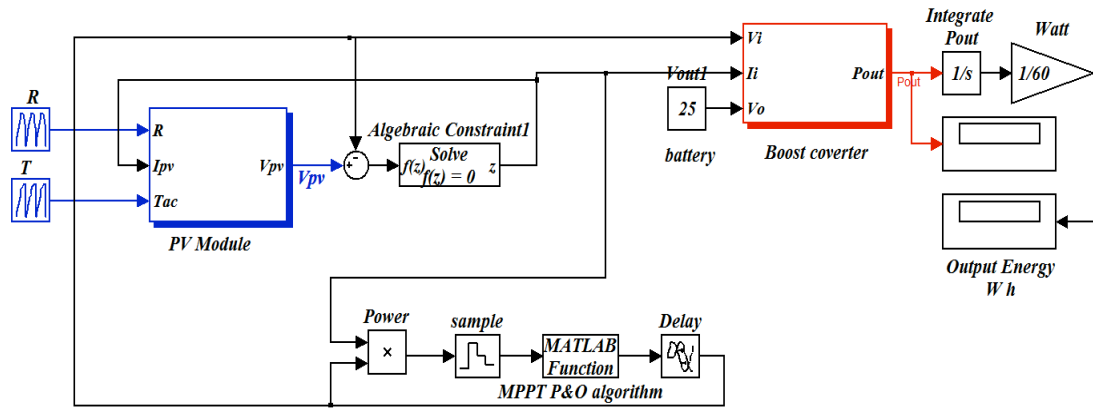 Integrate
Pout
Watt
Vi
Vout1
Ii
Pout
Pout
1/s
1/60
R
25
Vo
R
Algebraic Constraint1
battery
Boost coverter
T
Ipv
Vpv
Vpv
+
-
f(z)
Solve
f(z) = 0
z
Tac
PV Module
Output Energy
W h
Power
sample
Delay
×
MATLAB
Function
MPPT P&O algorithm